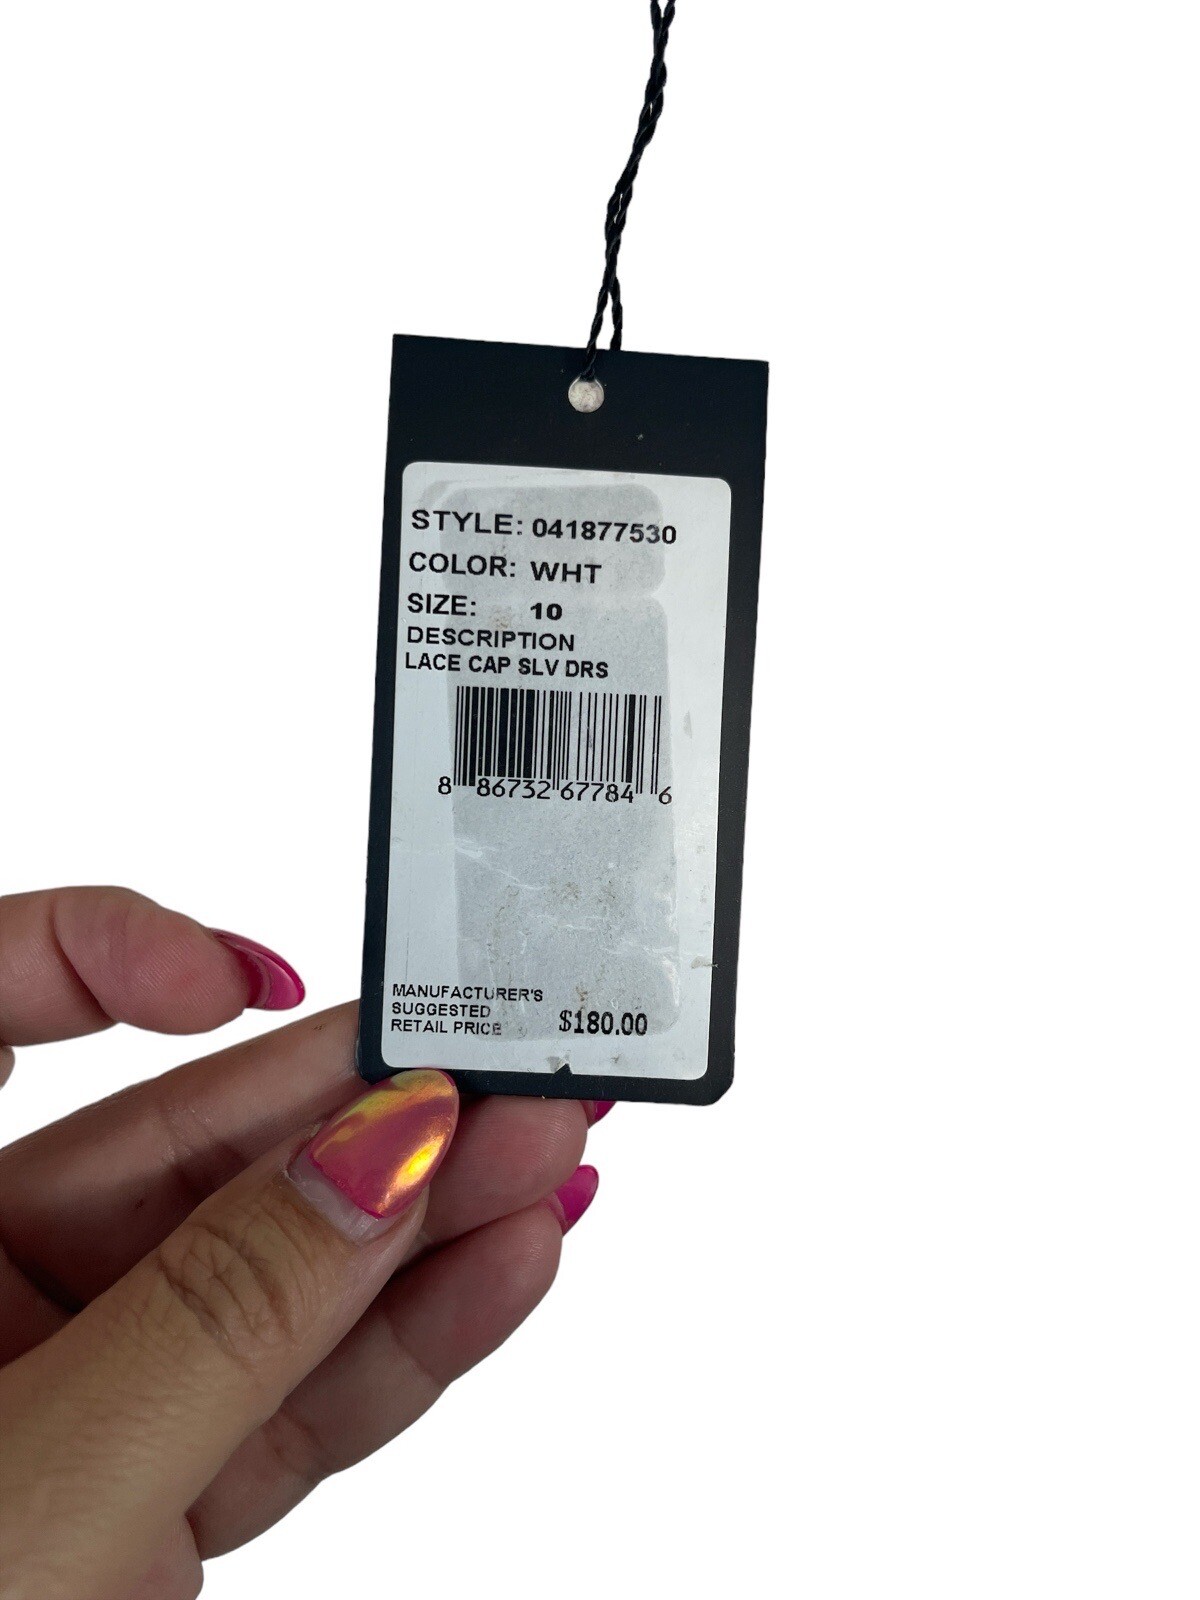 STYLE: 041877530
COLOR: WHT
SIZE: 10
DESCRIPTION
LACE CAP SLV DRS
8 86732 67784 6
MANUFACTURER'S
SUGGESTED
RETAIL PRICE $180.00